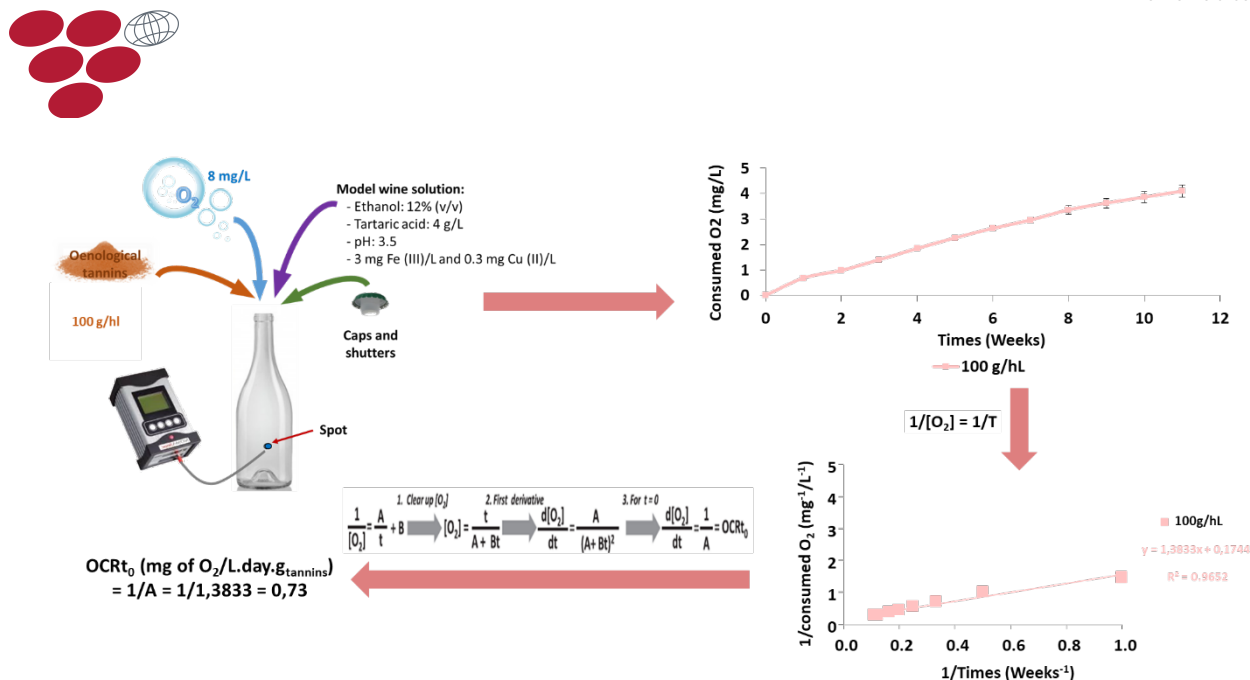 8 mg/L
O2
Oenological
tannins
100 g/hl
Model wine solution:
- Ethanol: 12% (v/v)
- Tartaric acid: 4 g/L
- pH: 3.5
- 3 mg Fe (III)/L and 0.3 mg Cu (II)/L
Caps and
shutters
Spot
Consumed O2 (mg/L)
5
4
3
2
1
0
0 2 4 6 8 10 12
Times (Weeks)
100 g/hL
1/[O₂] = 1/T
1/consumed O₂ (mg⁻¹/L⁻¹)
5
4
3
2
1
0
0.0 0.2 0.4 0.6 0.8 1.0
1/Times (Weeks⁻¹)
100g/hL
y = 1,3833x + 0,1744
R² = 0.9652
1. Clear up [O₂] 2. First derivative 3. For t = 0
1/[O₂] = A/t + B [O₂] = t/(A + Bt) d[O₂]/dt = A/(A+Bt)² d[O₂]/dt = 1/A = OCRt₀
OCRt₀ (mg of O₂/L.day.g tannins)
= 1/A = 1/1,3833 = 0,73